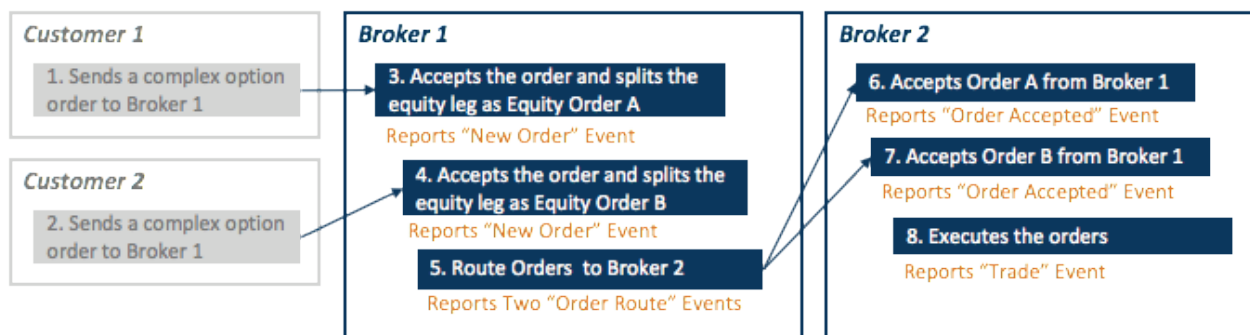 Customer 1
1. Sends a complex option
order to Broker 1
Customer 2
2. Sends a complex option
order to Broker 1
Broker 1
3. Accepts the order and splits the
equity leg as Equity Order A
Reports “New Order” Event
4. Accepts the order and splits the
equity leg as Equity Order B
Reports “New Order” Event
5. Route Orders to Broker 2
Reports Two “Order Route” Events
Broker 2
6. Accepts Order A from Broker 1
Reports “Order Accepted” Event
7. Accepts Order B from Broker 1
Reports “Order Accepted” Event
8. Executes the orders
Reports “Trade” Event